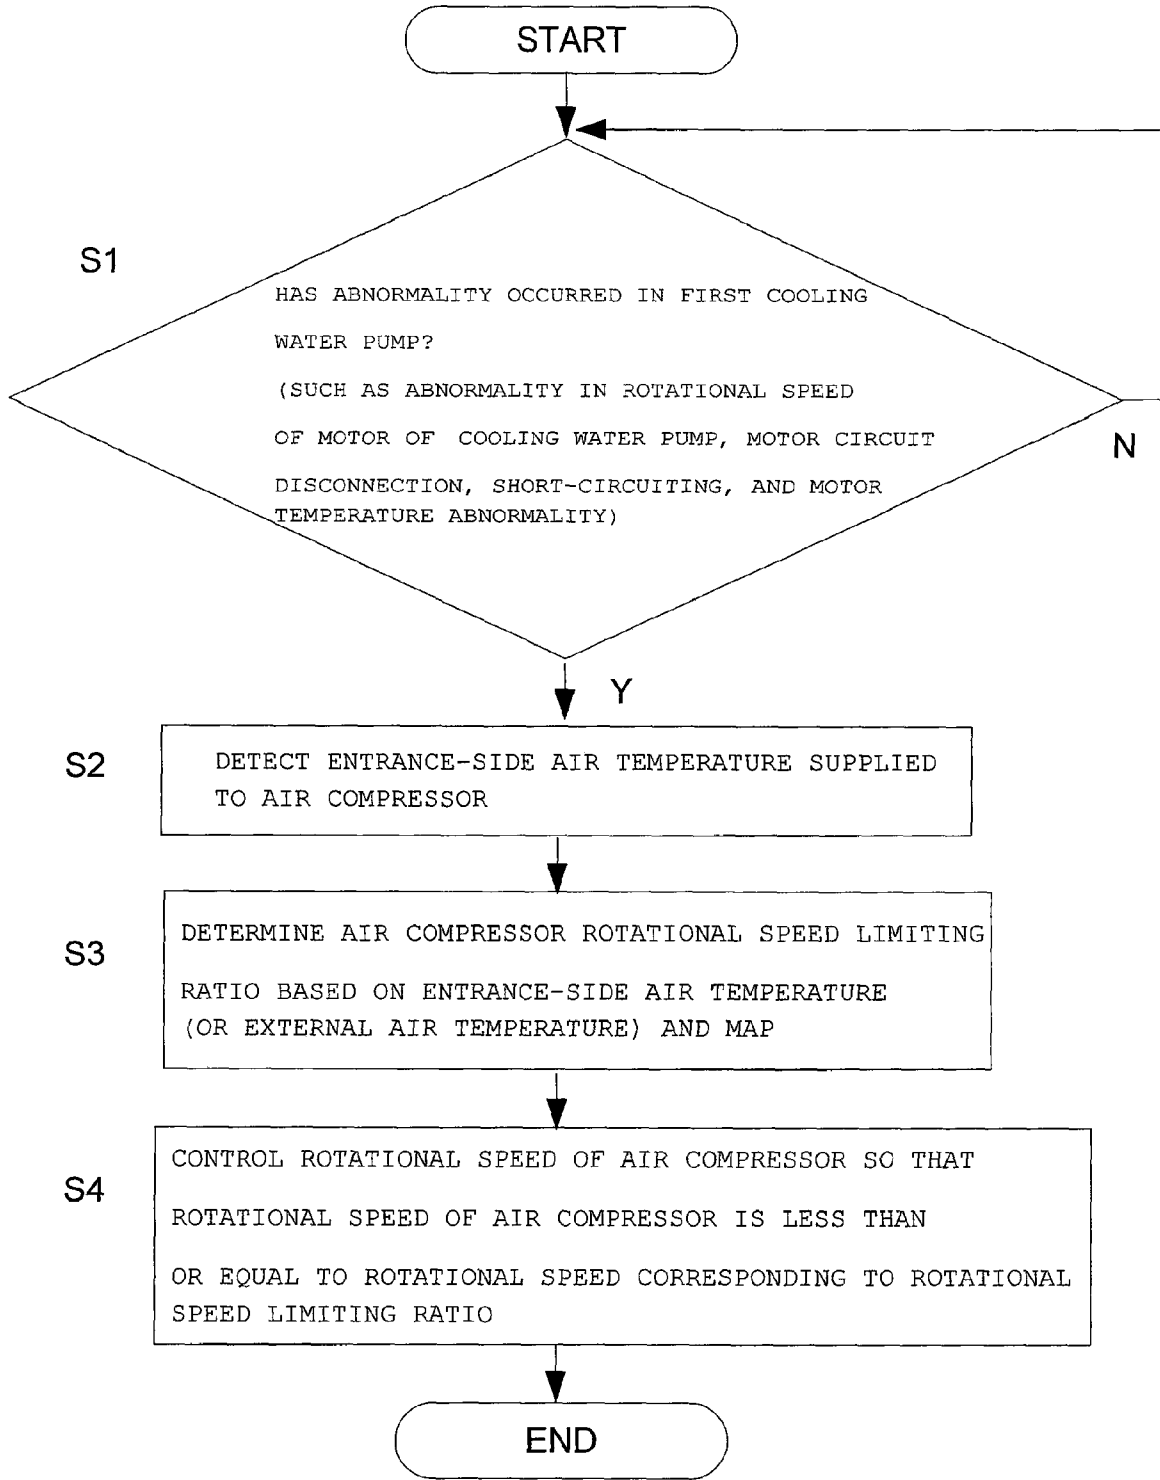 START
S1
HAS ABNORMALITY OCCURRED IN FIRST COOLING
WATER PUMP?
(SUCH AS ABNORMALITY IN ROTATIONAL SPEED
OF MOTOR OF COOLING WATER PUMP, MOTOR CIRCUIT
DISCONNECTION, SHORT-CIRCUITING, AND MOTOR
TEMPERATURE ABNORMALITY)
N
Y
S2
DETECT ENTRANCE-SIDE AIR TEMPERATURE SUPPLIED
TO AIR COMPRESSOR
S3
DETERMINE AIR COMPRESSOR ROTATIONAL SPEED LIMITING
RATIO BASED ON ENTRANCE-SIDE AIR TEMPERATURE
(OR EXTERNAL AIR TEMPERATURE) AND MAP
S4
CONTROL ROTATIONAL SPEED OF AIR COMPRESSOR SO THAT
ROTATIONAL SPEED OF AIR COMPRESSOR IS LESS THAN
OR EQUAL TO ROTATIONAL SPEED CORRESPONDING TO ROTATIONAL
SPEED LIMITING RATIO
END